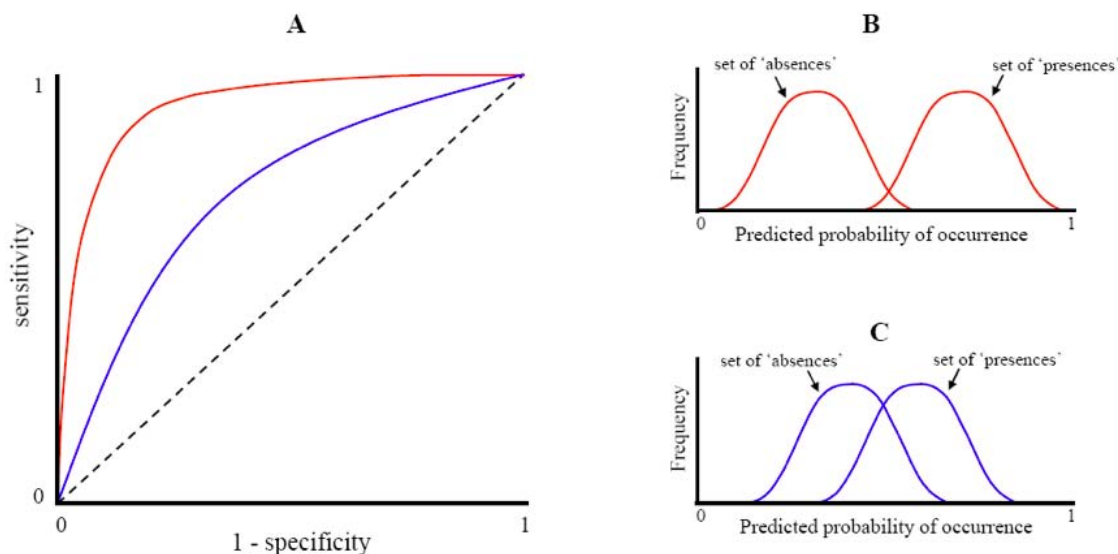 A
1
sensitivity
0
0
1
1 - specificity
B
set of 'absences'
set of 'presences'
Frequency
0
1
Predicted probability of occurrence
C
set of 'absences'
set of 'presences'
Frequency
0
1
Predicted probability of occurrence